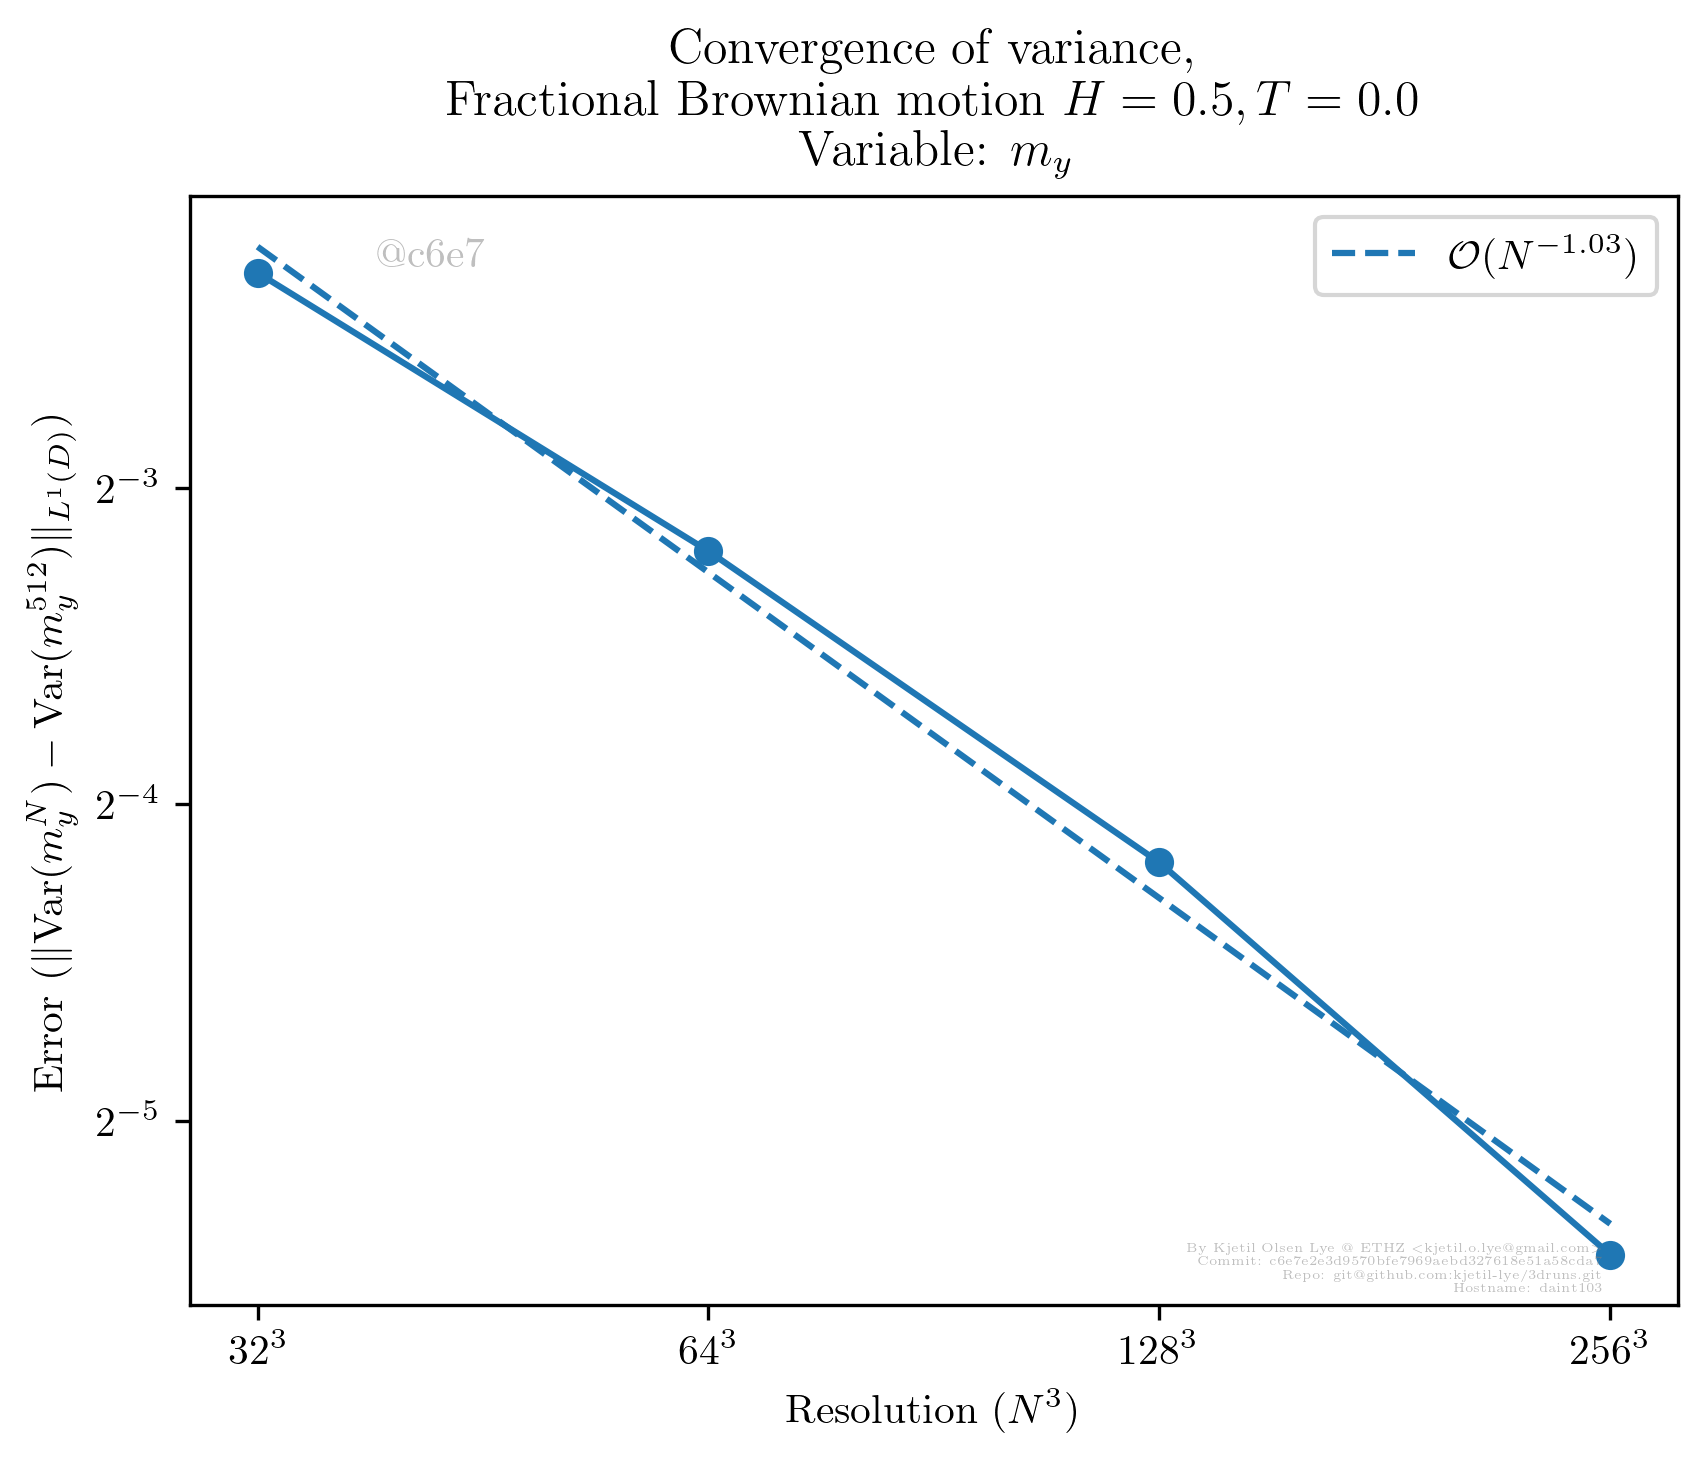 Convergence of variance,
Fractional Brownian motion H = 0.5, T = 0.0
Variable: m_y
@c6e7
O(N^{-1.03})
Error (||Var(m_y^N) − Var(m_y^{512})||_{L^1(D)})
2^{-3}
2^{-4}
2^{-5}
By Kjetil Olsen Lye @ ETHZ <kjetil.o.lye@gmail.com
Commit: c6e7e2e3d9570bfe7969aebd327618e51a58cda
Repo: git@github.com:kjetil-lye/3druns.git
Hostname: daint103
32^3
64^3
128^3
256^3
Resolution (N^3)